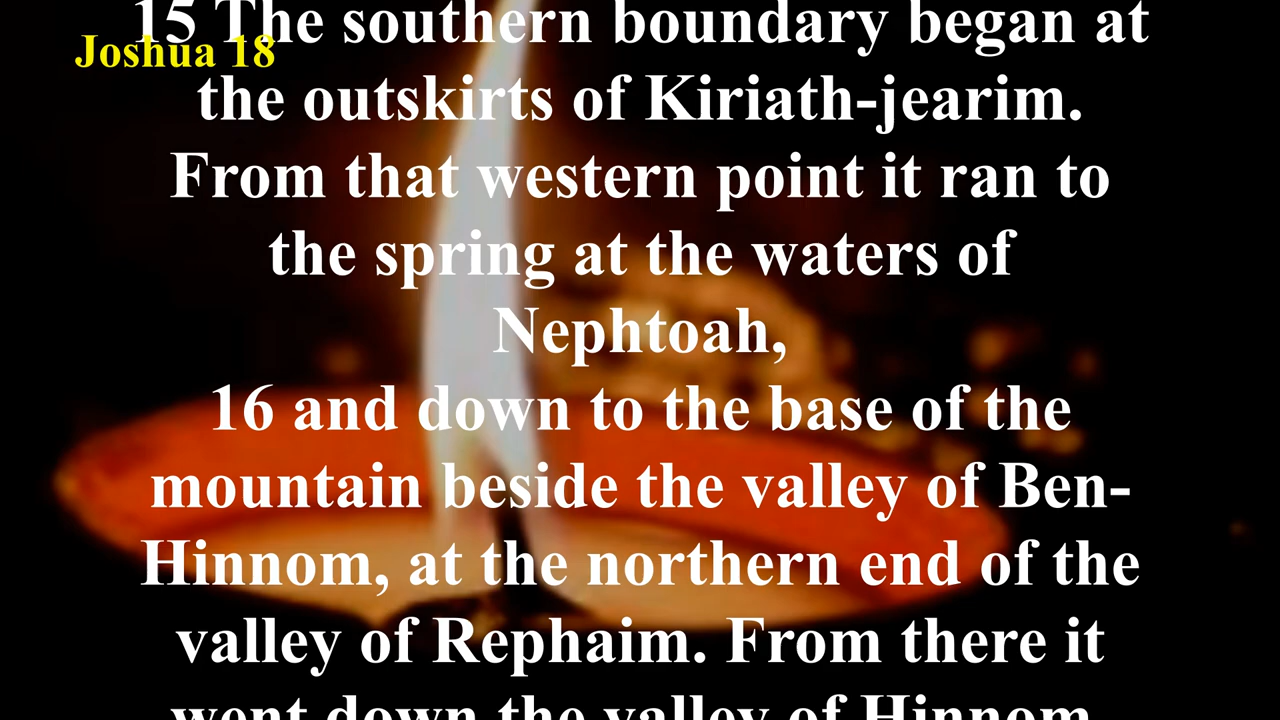 15 The southern boundary began at
Joshua 18
the outskirts of Kiriath-jearim.
From that western point it ran to
the spring at the waters of
Nephtoah,
16 and down to the base of the
mountain beside the valley of Ben-
Hinnom, at the northern end of the
valley of Rephaim. From there it
went down the valley of Hinnom,